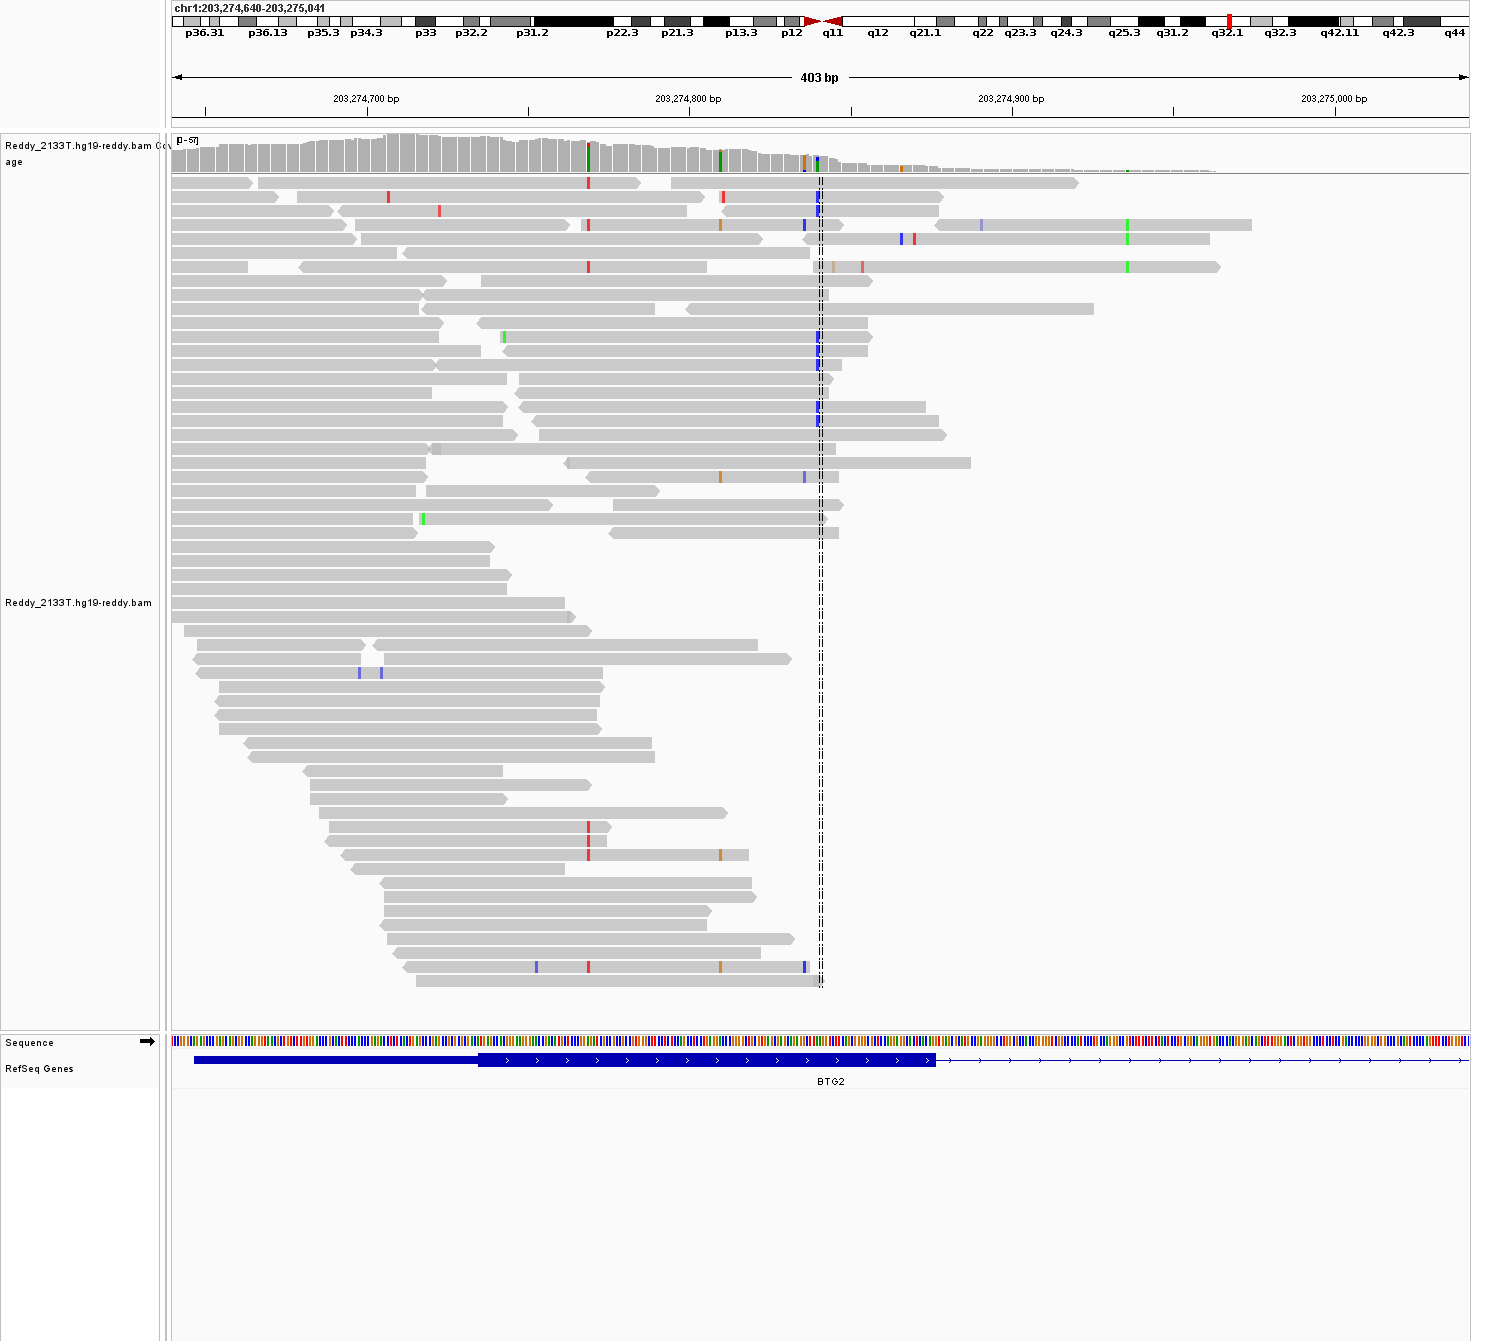 chr1:203,274,640-203,275,041
p36.31 p36.13 p35.3 p34.3 p33 p32.2 p31.2 p22.3 p21.3 p13.3 p12 q11 q12 q21.1 q22 q23.3 q24.3 q25.3 q31.2 q32.1 q32.3 q42.11 q42.3 q44
403 bp
203,274,700 bp 203,274,800 bp 203,274,900 bp 203,275,000 bp
Reddy_2133T.hg19-reddy.bam Cov
age
[0 - 57]
Reddy_2133T.hg19-reddy.bam
Sequence
RefSeq Genes
BTG2